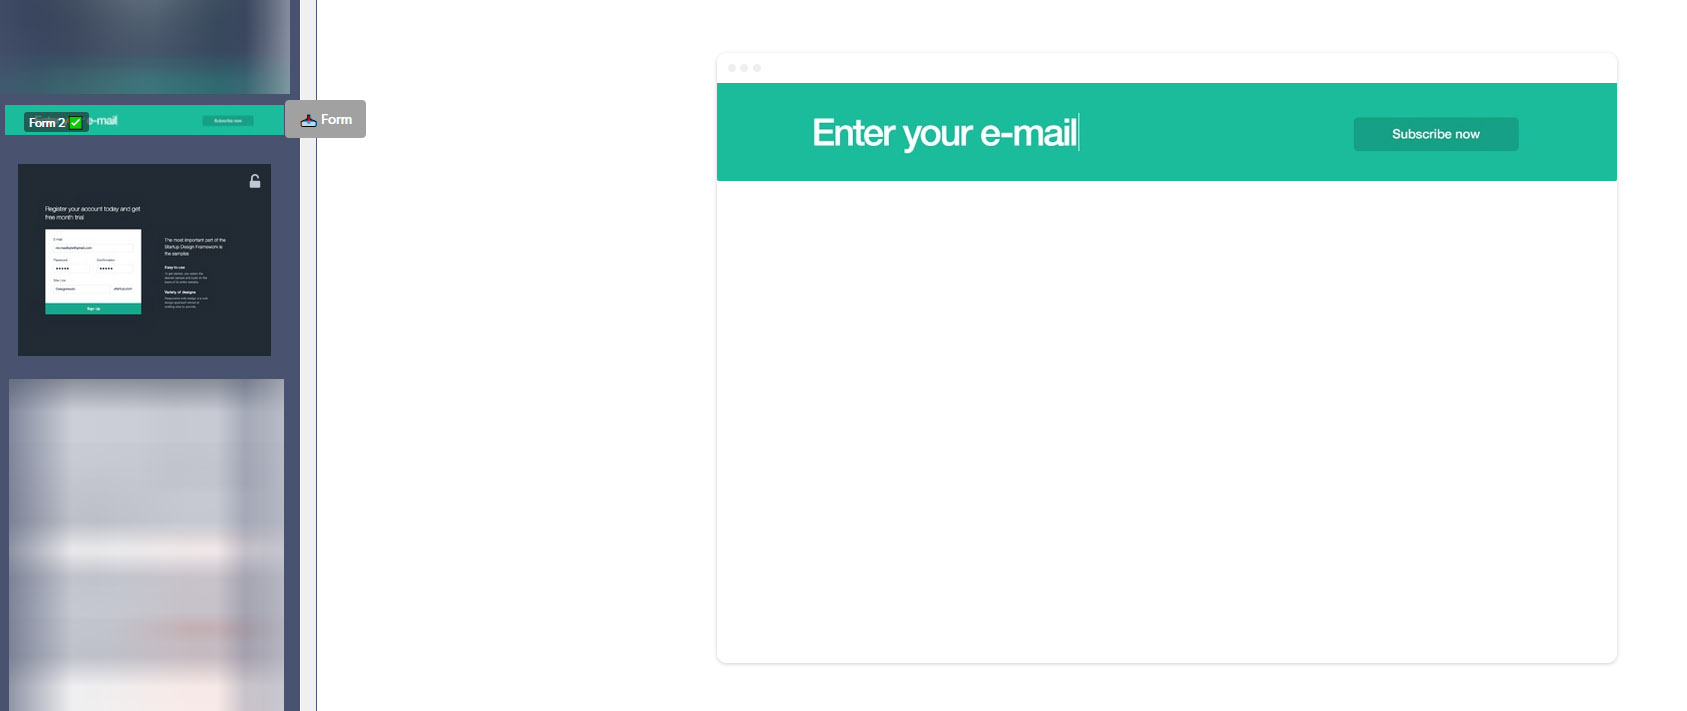 Form 2
e-mail
Subscribe now
Form
Register your account today and get
free month trial
E-mail
Password
Confirmation
The most important part of the
Startup Design Framework is
the samples
Easy to use
Variety of designs
Sign Up
Enter your e-mail
Subscribe now